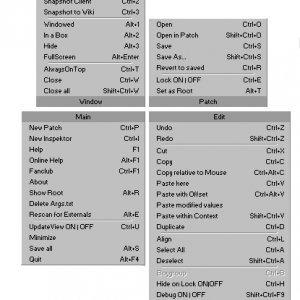 Snapshot Client Ctrl+2
Snapshot to Wiki Ctrl+3
Windowed Alt+1
In a Box Alt+2
Hide Alt+3
FullScreen Alt+Enter
AlwaysOnTop Ctrl+T
Close Ctrl+W
Close all Shift+Ctrl+W
Window
Open Ctrl+O
Open in Patch Shift+Ctrl+O
Save Ctrl+S
Save As... Shift+Ctrl+S
Revert to saved Ctrl+R
Lock ON|OFF Ctrl+E
Set as Root Alt+T
Patch
Main
New Patch Ctrl+P
New Inspektor Ctrl+I
Help F1
Online Help Alt+F1
Fanclub Ctrl+F1
About
Show Root Alt+R
Delete Args.txt
Rescan for Externals Alt+E
UpdateView ON|OFF Ctrl+U
Minimize
Save all Alt+S
Quit Alt+F4
Edit
Undo Ctrl+Z
Redo Shift+Ctrl+Z
Cut Ctrl+X
Copy Ctrl+C
Copy relative to Mouse Alt+Ctrl+C
Paste here Ctrl+V
Paste with Offset Alt+Ctrl+V
Paste modified values
Paste within Context Shift+Ctrl+V
Duplicate Ctrl+D
Align Ctrl+L
Select All Ctrl+A
Deselect Shift+Ctrl+A
Boygroup Ctrl+B
Hide on Lock ON|OFF Ctrl+H
Debug ON|OFF Shift+Ctrl+F9